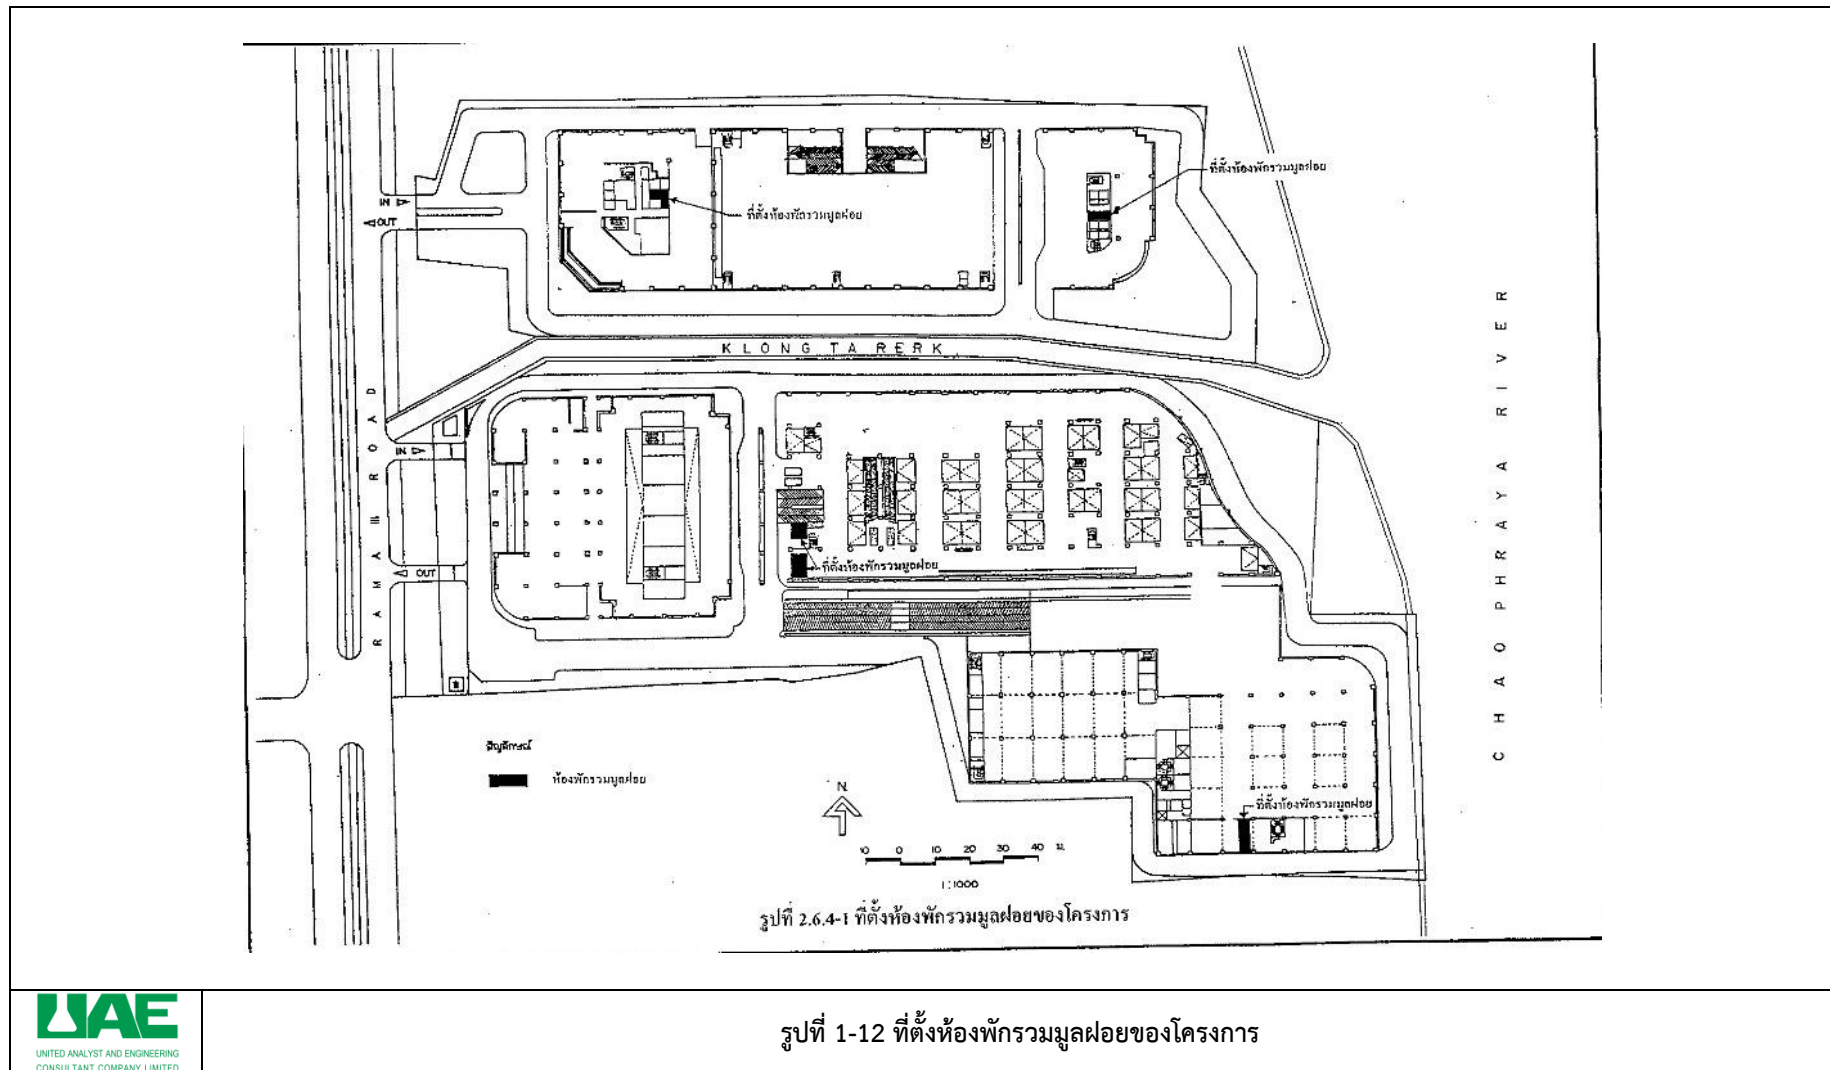 ที่ตั้งห้องพักรวมมูลฝอย
ที่ตั้งห้องพักรวมมูลฝอย
IN
OUT
KLONG TA RERK
RAMA III ROAD
CHAO PHRAYA RIVER
IN
OUT
ที่ตั้งห้องพักรวมมูลฝอย
สัญลักษณ์
ห้องพักรวมมูลฝอย
N
ที่ตั้งห้องพักรวมมูลฝอย
10 0 10 20 30 40 ม.
1:1000
รูปที่ 2.6.4-1 ที่ตั้งห้องพักรวมมูลฝอยของโครงการ
UAE
UNITED ANALYST AND ENGINEERING
CONSULTANT COMPANY LIMITED
รูปที่ 1-12 ที่ตั้งห้องพักรวมมูลฝอยของโครงการ